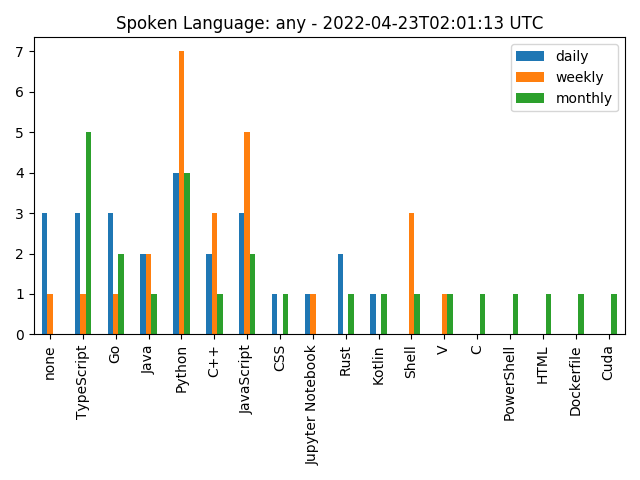 Spoken Language: any - 2022-04-23T02:01:13 UTC
daily
weekly
monthly
7
6
5
4
3
2
1
0
none
TypeScript
Go
Java
Python
C++
JavaScript
CSS
Jupyter Notebook
Rust
Kotlin
Shell
V
C
PowerShell
HTML
Dockerfile
Cuda